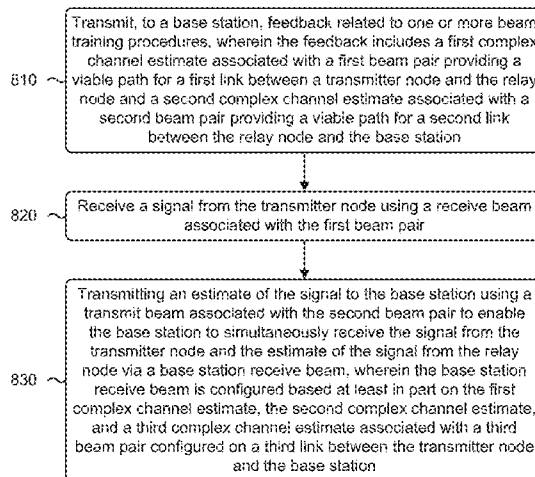 Transmit, to a base station, feedback related to one or more beam
training procedures, wherein the feedback includes a first complex
channel estimate associated with a first beam pair providing a
viable path for a first link between a transmitter node and the relay
node and a second complex channel estimate associated with a
second beam pair providing a viable path for a second link
between the relay node and the base station
810
Receive a signal from the transmitter node using a receive beam
associated with the first beam pair
820
Transmitting an estimate of the signal to the base station using a
transmit beam associated with the second beam pair to enable
the base station to simultaneously receive the signal from the
transmitter node and the estimate of the signal from the relay
node via a base station receive beam, wherein the base station
receive beam is configured based at least in part on the first
complex channel estimate, the second complex channel estimate,
and a third complex channel estimate associated with a third
beam pair configured on a third link between the transmitter node
and the base station
830